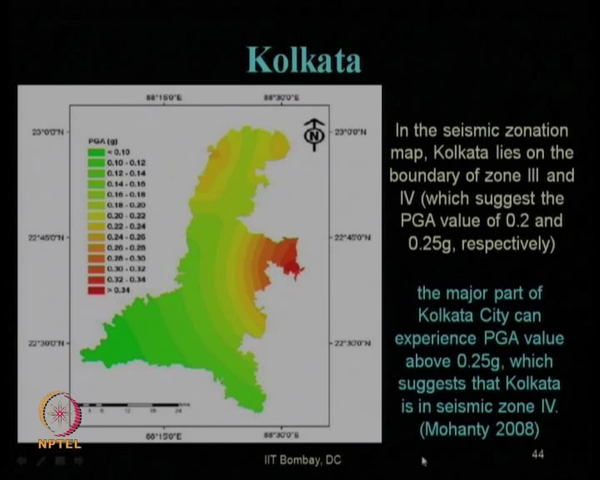 Kolkata
88°15'0"E 88°30'0"E
23°0'0"N 23°0'0"N
N
PGA (g)
< 0.10
0.10 - 0.12
0.12 - 0.14
0.14 - 0.16
0.16 - 0.18
0.18 - 0.20
0.20 - 0.22
0.22 - 0.24
0.24 - 0.26
0.26 - 0.28
0.28 - 0.30
0.30 - 0.32
0.32 - 0.34
> 0.34
22°45'0"N 22°45'0"N
22°30'0"N 22°30'0"N
88°15'0"E 88°30'0"E
In the seismic zonation
map, Kolkata lies on the
boundary of zone III and
IV (which suggest the
PGA value of 0.2 and
0.25g, respectively)
the major part of
Kolkata City can
experience PGA value
above 0.25g, which
suggests that Kolkata
is in seismic zone IV.
(Mohanty 2008)
NPTEL
IIT Bombay, DC
44